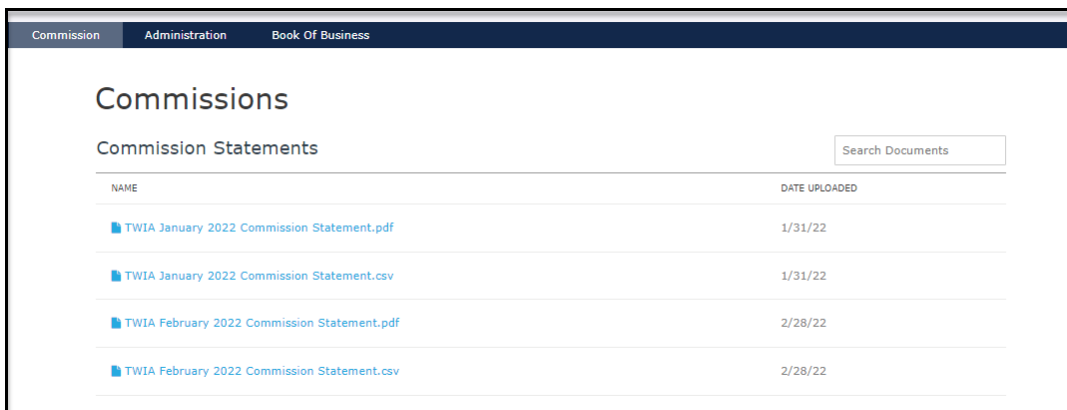 Commission Administration Book Of Business
Commissions
Commission Statements Search Documents
NAME DATE UPLOADED
TWIA January 2022 Commission Statement.pdf 1/31/22
TWIA January 2022 Commission Statement.csv 1/31/22
TWIA February 2022 Commission Statement.pdf 2/28/22
TWIA February 2022 Commission Statement.csv 2/28/22